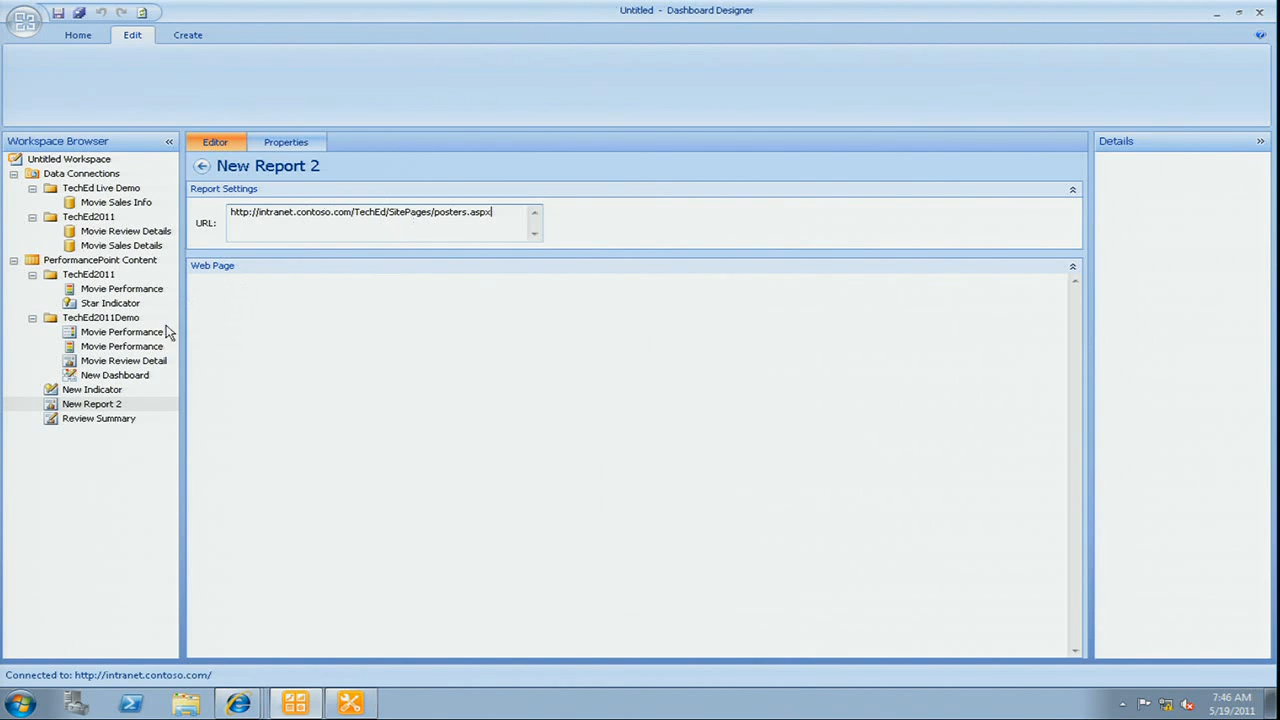 Untitled - Dashboard Designer
Home
Edit
Create
Workspace Browser
Untitled Workspace
Data Connections
TechEd Live Demo
Movie Sales Info
TechEd2011
Movie Review Details
Movie Sales Details
PerformancePoint Content
TechEd2011
Movie Performance
Star Indicator
TechEd2011Demo
Movie Performance
Movie Performance
Movie Review Detail
New Dashboard
New Indicator
New Report 2
Review Summary
Editor
Properties
New Report 2
Report Settings
URL:
http://intranet.contoso.com/TechEd/SitePages/posters.aspx
Web Page
Details
Connected to: http://intranet.contoso.com/
7:46 AM
5/19/2011